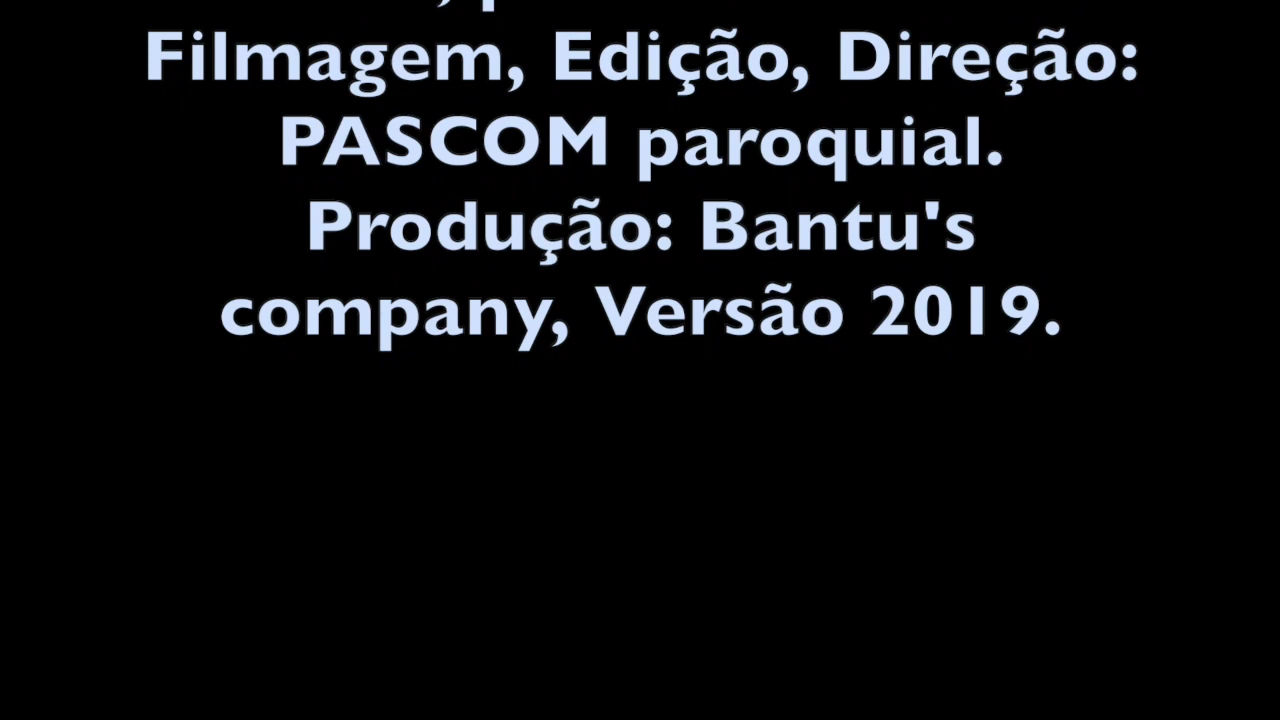 Filmagem, Edição, Direção:
PASCOM paroquial.
Produção: Bantu's
company, Versão 2019.